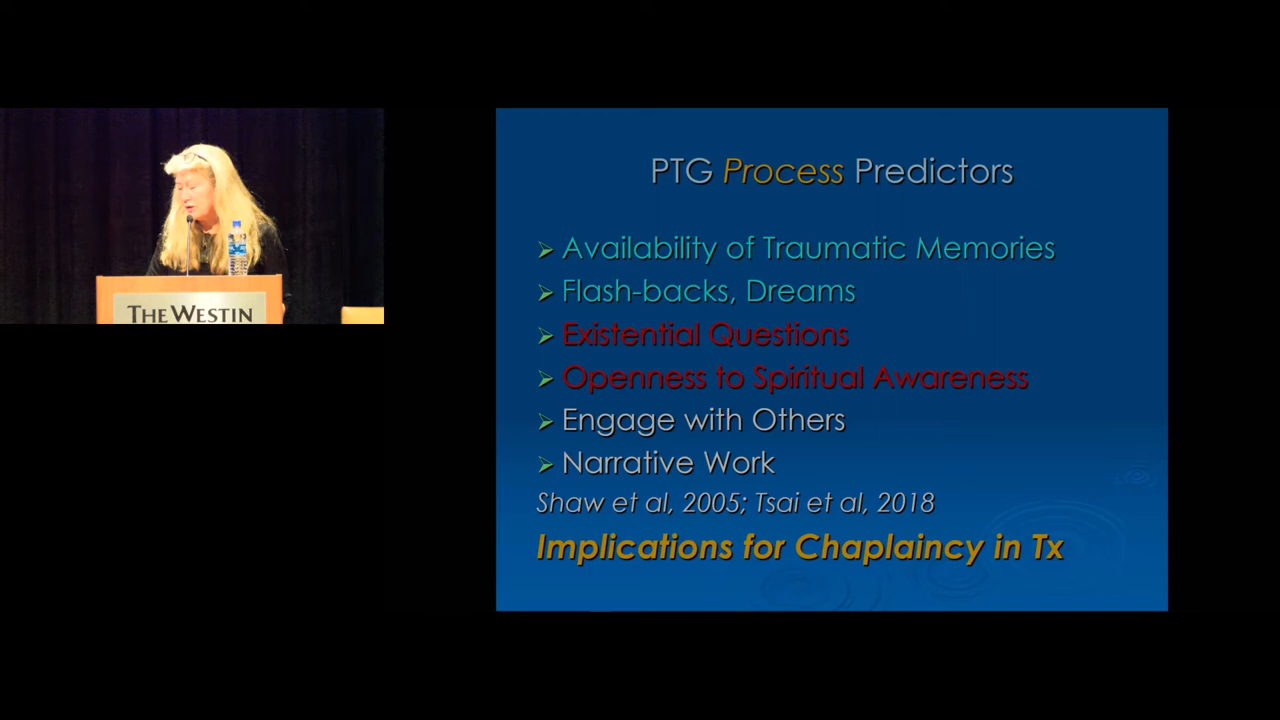 THE WESTIN
PTG Process Predictors
Availability of Traumatic Memories
Flash-backs, Dreams
Existential Questions
Openness to Spiritual Awareness
Engage with Others
Narrative Work
Shaw et al, 2005; Tsai et al, 2018
Implications for Chaplaincy in Tx